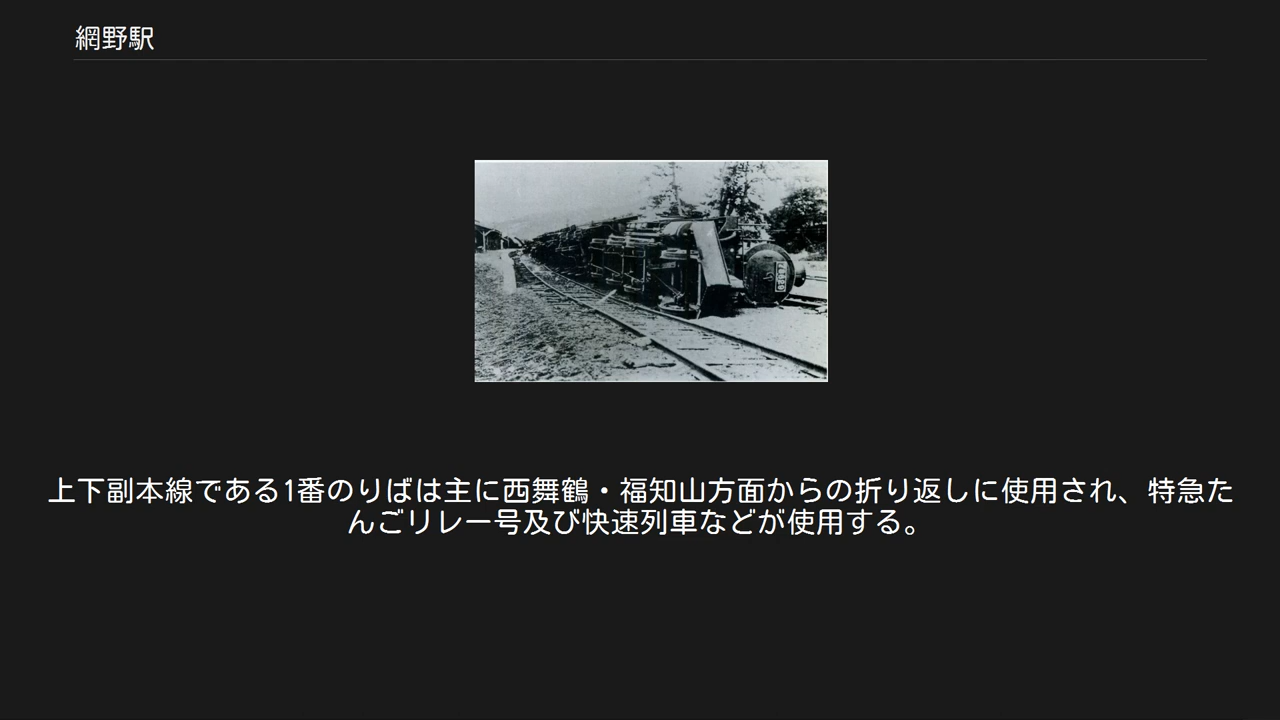 網野駅
上下副本線である1番のりばは主に西舞鶴・福知山方面からの折り返しに使用され、特急た
んごリレー号及び快速列車などが使用する。